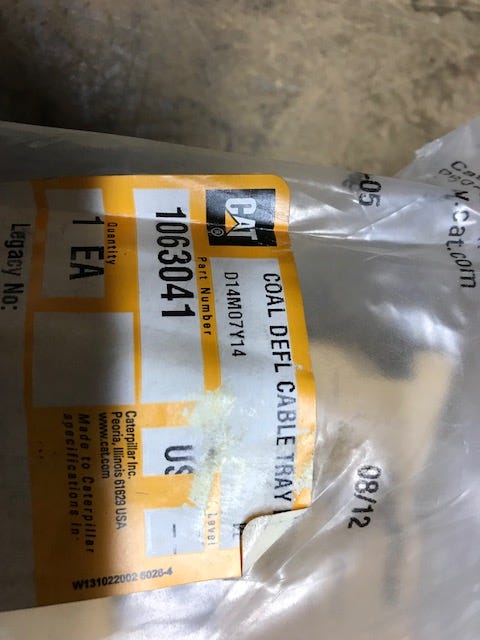 CAT
®
COAL DEFL CABLE TRAY
D14M07Y14
Part Number
1063041
Quantity
1 EA
Legacy No:
Level
US
Caterpillar Inc.
Peoria, Illinois 61629 USA
www.cat.com
Made to Caterpillar
specifications in:
W131022002 6026-4
-05
08/12
.cat.com